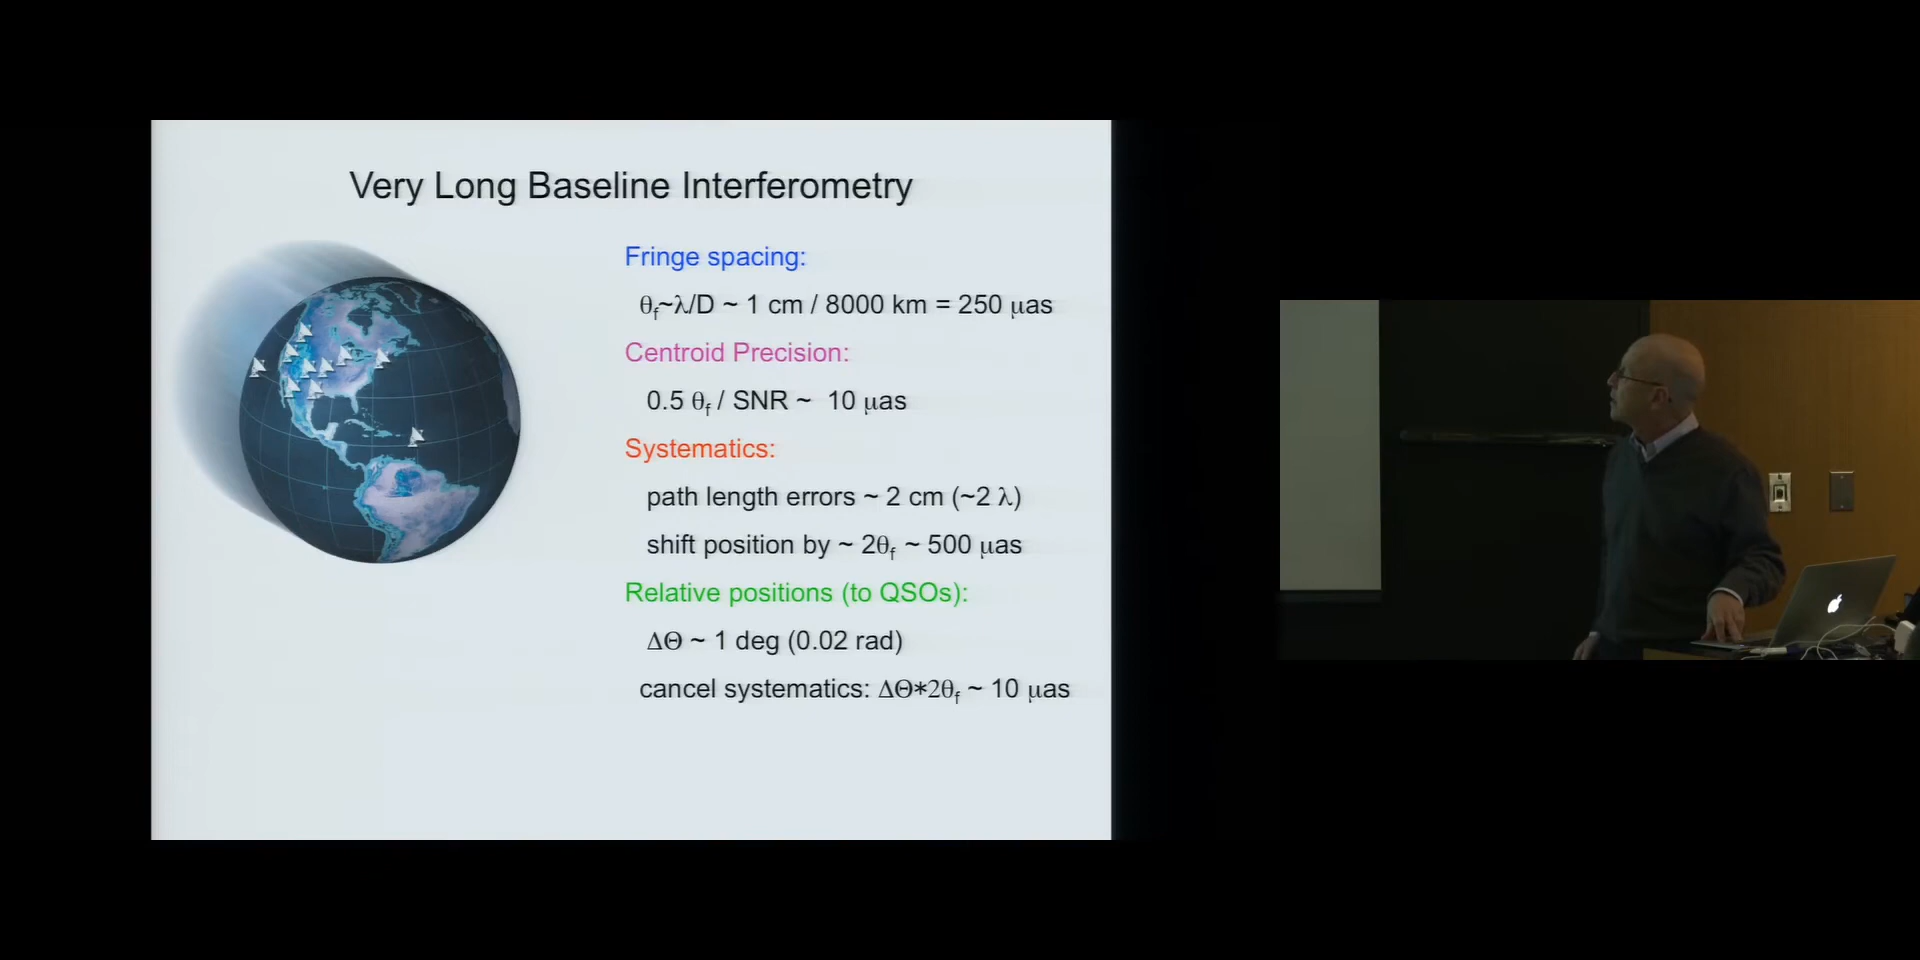 Very Long Baseline Interferometry
Fringe spacing:
θf~λ/D ~ 1 cm / 8000 km = 250 μas
Centroid Precision:
0.5 θf / SNR ~ 10 μas
Systematics:
path length errors ~ 2 cm (~2 λ)
shift position by ~ 2θf ~ 500 μas
Relative positions (to QSOs):
ΔΘ ~ 1 deg (0.02 rad)
cancel systematics: ΔΘ*2θf ~ 10 μas